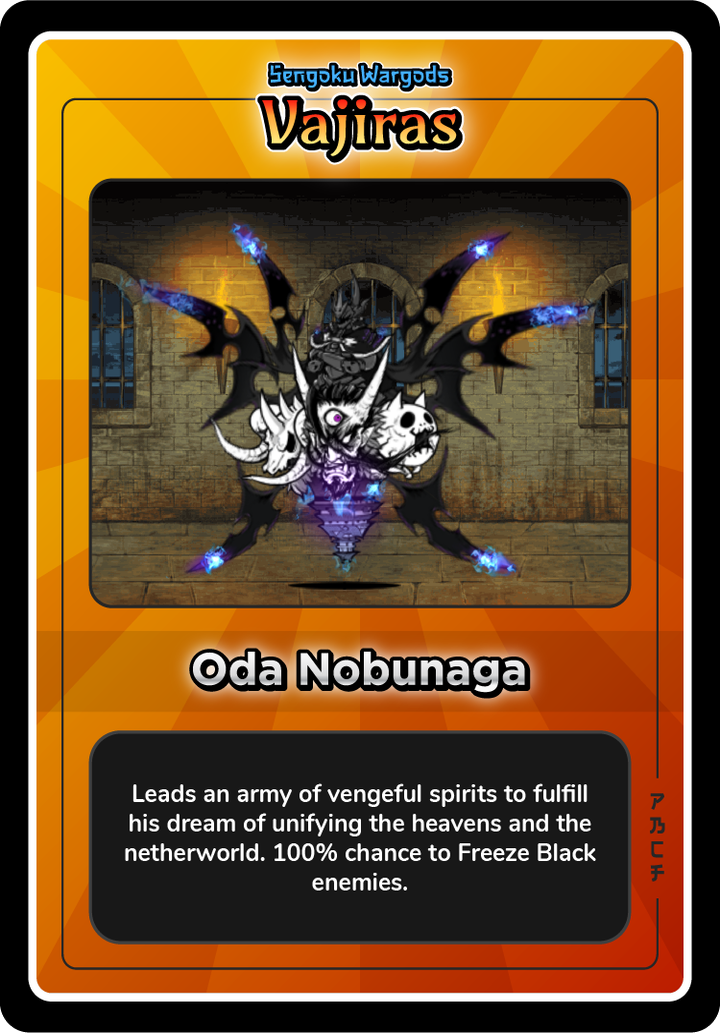 Sengoku Wargods
Vajiras
Oda Nobunaga
Leads an army of vengeful spirits to fulfill
his dream of unifying the heavens and the
netherworld. 100% chance to Freeze Black
enemies.